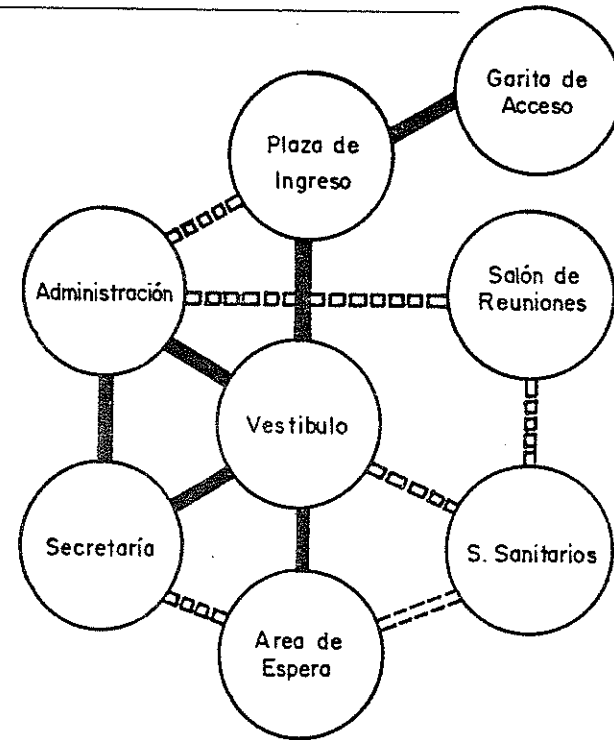 Garita de
Acceso
Plaza de
Ingreso
Administración
Salón de
Reuniones
Vestibulo
Secretaría
S. Sanitarios
Area de
Espera